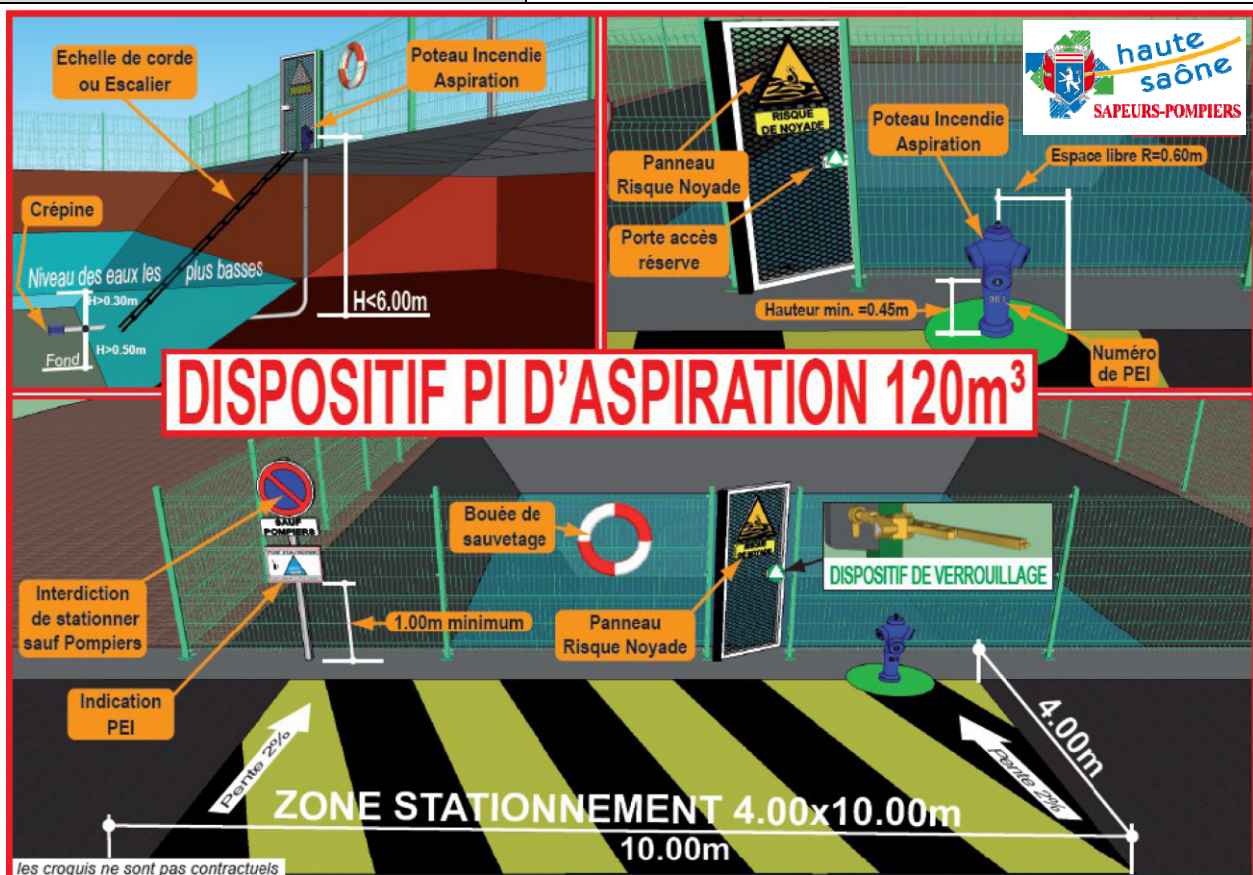 Echelle de corde
ou Escalier
Poteau Incendie
Aspiration
Crépine
Niveau des eaux les plus basses
H>0.30m
H<6.00m
H>0.50m
Fond
haute
saône
SAPEURS-POMPIERS
RISQUE
DE NOYADE
Poteau Incendie
Aspiration
Espace libre R=0.60m
Panneau
Risque Noyade
Porte accès
réserve
Hauteur min. =0.45m
Numéro
de PEI
DISPOSITIF PI D'ASPIRATION 120m³
SAUF
POMPIERS
Bouée de
sauvetage
DISPOSITIF DE VERROUILLAGE
Interdiction
de stationner
sauf Pompiers
1.00m minimum
Panneau
Risque Noyade
Indication
PEI
Pente 2%
4.00m
Pente 2%
ZONE STATIONNEMENT 4.00x10.00m
10.00m
les croquis ne sont pas contractuels